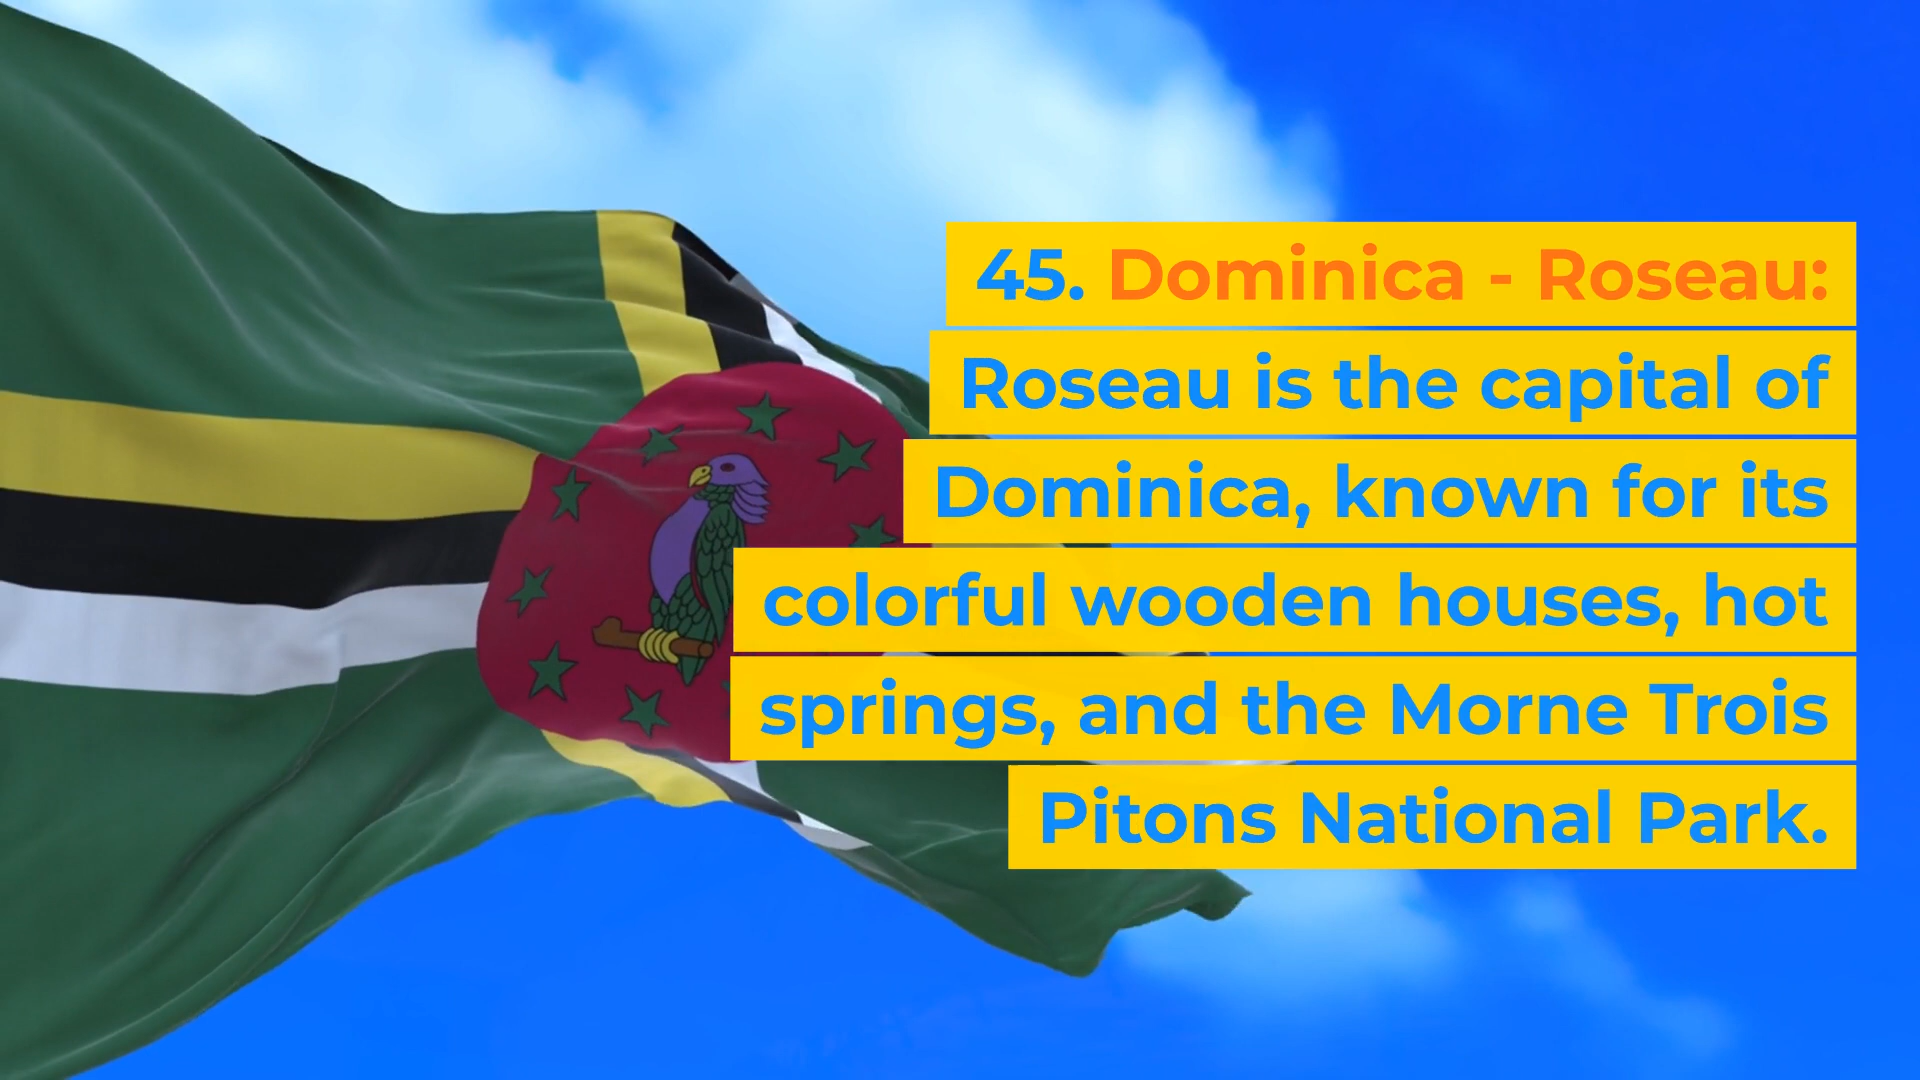 45. Dominica - Roseau:
Roseau is the capital of
Dominica, known for its
colorful wooden houses, hot
springs, and the Morne Trois
Pitons National Park.